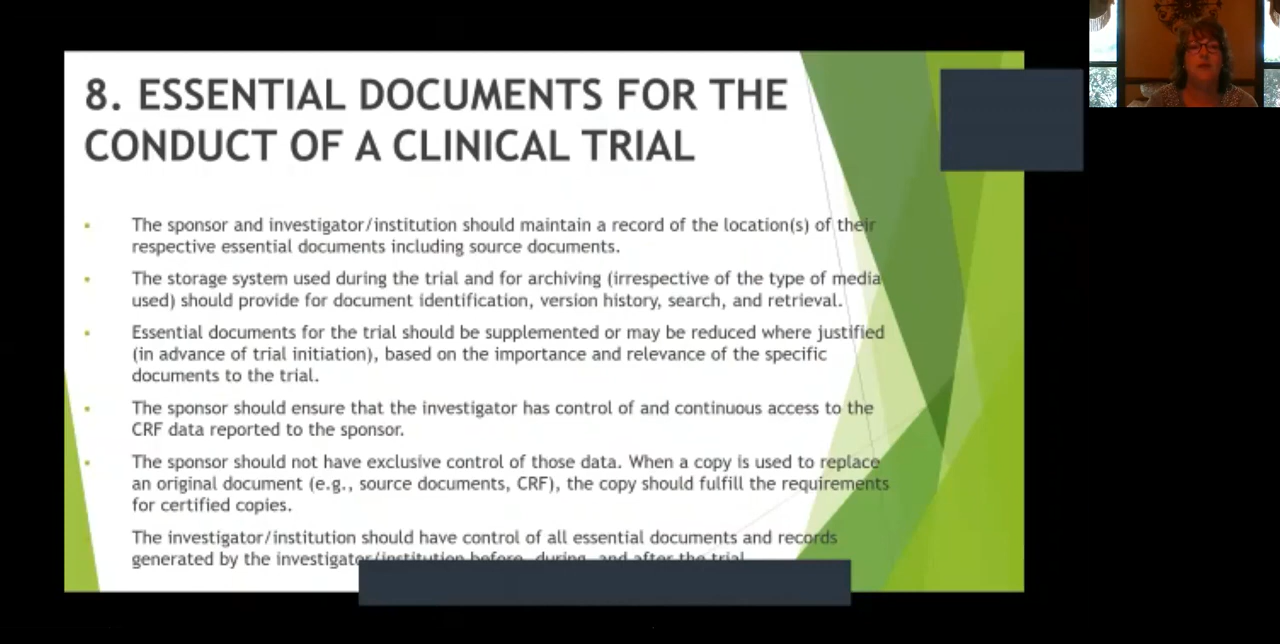 8. ESSENTIAL DOCUMENTS FOR THE
CONDUCT OF A CLINICAL TRIAL
The sponsor and investigator/institution should maintain a record of the location(s) of their
respective essential documents including source documents.
The storage system used during the trial and for archiving (irrespective of the type of media
used) should provide for document identification, version history, search, and retrieval.
Essential documents for the trial should be supplemented or may be reduced where justified
(in advance of trial initiation), based on the importance and relevance of the specific
documents to the trial.
The sponsor should ensure that the investigator has control of and continuous access to the
CRF data reported to the sponsor.
The sponsor should not have exclusive control of those data. When a copy is used to replace
an original document (e.g., source documents, CRF), the copy should fulfill the requirements
for certified copies.
The investigator/institution should have control of all essential documents and records
generated by the investigator/institution before, during, and after the trial.